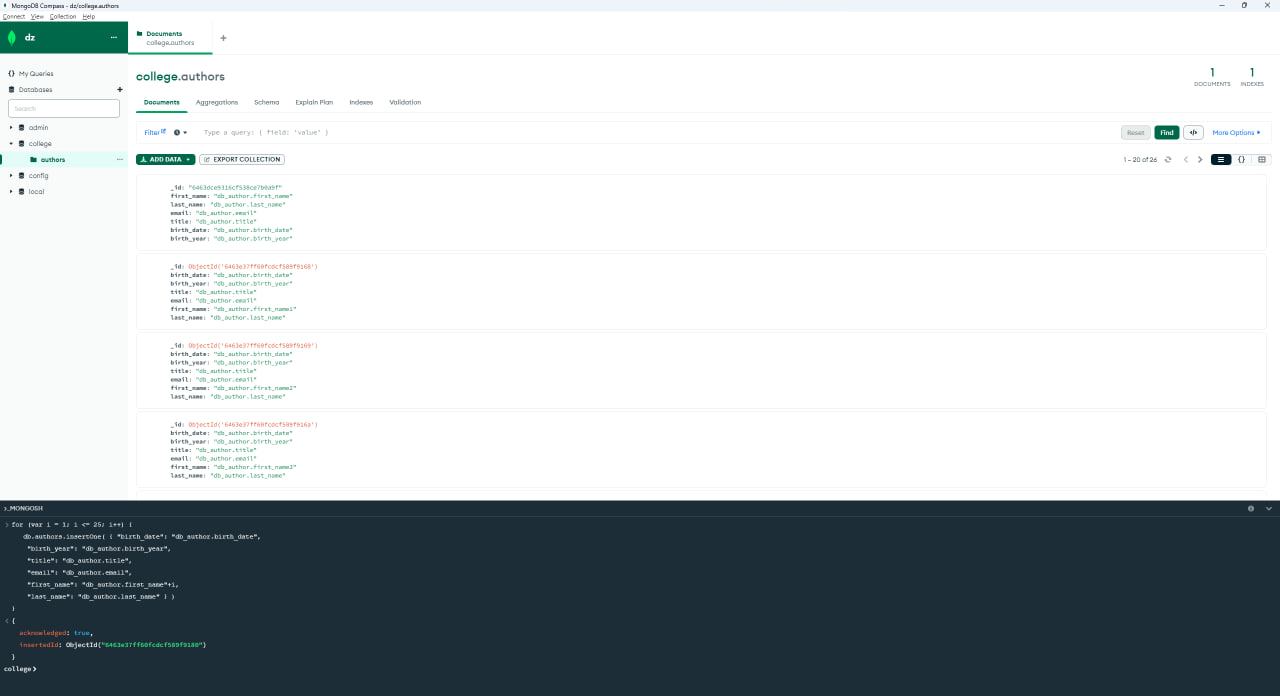 MongoDB Compass - dz/college.authors
Connect View Collection Help
dz
Documents
college.authors
My Queries
Databases
Search
admin
college
authors
config
local
college.authors
1
DOCUMENTS
1
INDEXES
Documents Aggregations Schema Explain Plan Indexes Validation
Filter
Type a query: { field: 'value' }
Reset Find </> More Options
ADD DATA EXPORT COLLECTION
1 – 20 of 26
_id: "6463dce9316cf538ce7b0a9f"
first_name: "db_author.first_name"
last_name: "db_author.last_name"
email: "db_author.email"
title: "db_author.title"
birth_date: "db_author.birth_date"
birth_year: "db_author.birth_year"
_id: ObjectId('6463e37ff60fcdcf589f9168')
birth_date: "db_author.birth_date"
birth_year: "db_author.birth_year"
title: "db_author.title"
email: "db_author.email"
first_name: "db_author.first_name1"
last_name: "db_author.last_name"
_id: ObjectId('6463e37ff60fcdcf589f9169')
birth_date: "db_author.birth_date"
birth_year: "db_author.birth_year"
title: "db_author.title"
email: "db_author.email"
first_name: "db_author.first_name2"
last_name: "db_author.last_name"
_id: ObjectId('6463e37ff60fcdcf589f916a')
birth_date: "db_author.birth_date"
birth_year: "db_author.birth_year"
title: "db_author.title"
email: "db_author.email"
first_name: "db_author.first_name3"
last_name: "db_author.last_name"
>_MONGOSH
> for (var i = 1; i <= 25; i++) {
db.authors.insertOne( { "birth_date": "db_author.birth_date",
"birth_year": "db_author.birth_year",
"title": "db_author.title",
"email": "db_author.email",
"first_name": "db_author.first_name"+i,
"last_name": "db_author.last_name" } )
}
< {
acknowledged: true,
insertedId: ObjectId("6463e37ff60fcdcf589f9180")
}
college>